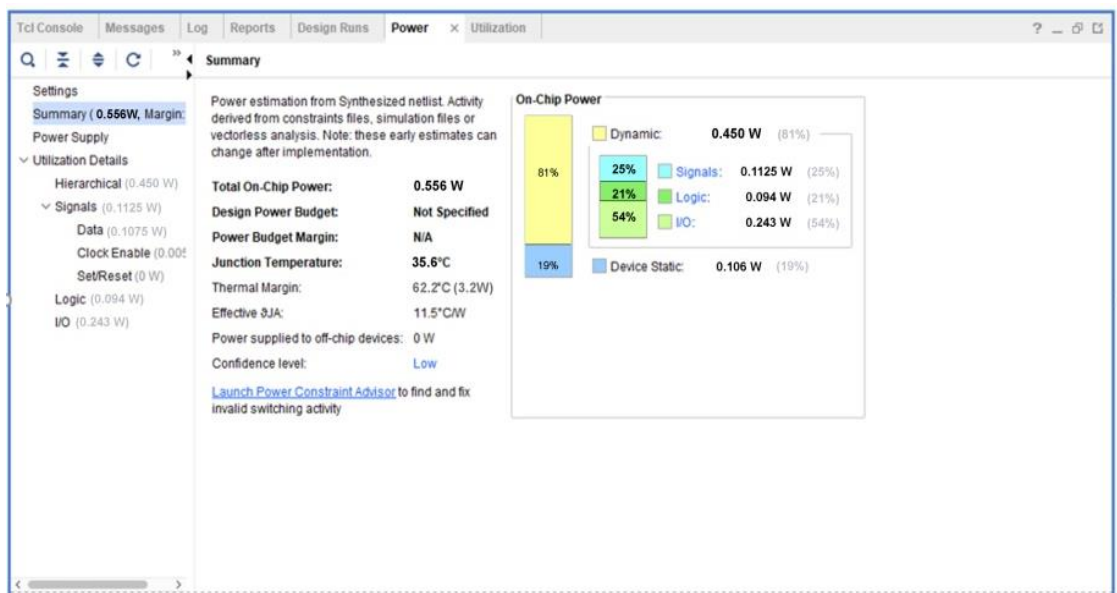 Tcl Console Messages Log Reports Design Runs Power × Utilization ? _
Summary
Settings
Summary ( 0.556W, Margin:
Power Supply
Utilization Details
Hierarchical (0.450 W)
Signals (0.1125 W)
Data (0.1075 W)
Clock Enable (0.005
Set/Reset (0 W)
Logic (0.094 W)
I/O (0.243 W)
Power estimation from Synthesized netlist. Activity
derived from constraints files, simulation files or
vectorless analysis. Note: these early estimates can
change after implementation.
Total On-Chip Power: 0.556 W
Design Power Budget: Not Specified
Power Budget Margin: N/A
Junction Temperature: 35.6°C
Thermal Margin: 62.2°C (3.2W)
Effective ϑJA: 11.5°C/W
Power supplied to off-chip devices: 0 W
Confidence level: Low
Launch Power Constraint Advisor to find and fix
invalid switching activity
On-Chip Power
81%
19%
Dynamic: 0.450 W (81%)
25% Signals: 0.1125 W (25%)
21% Logic: 0.094 W (21%)
54% I/O: 0.243 W (54%)
Device Static: 0.106 W (19%)